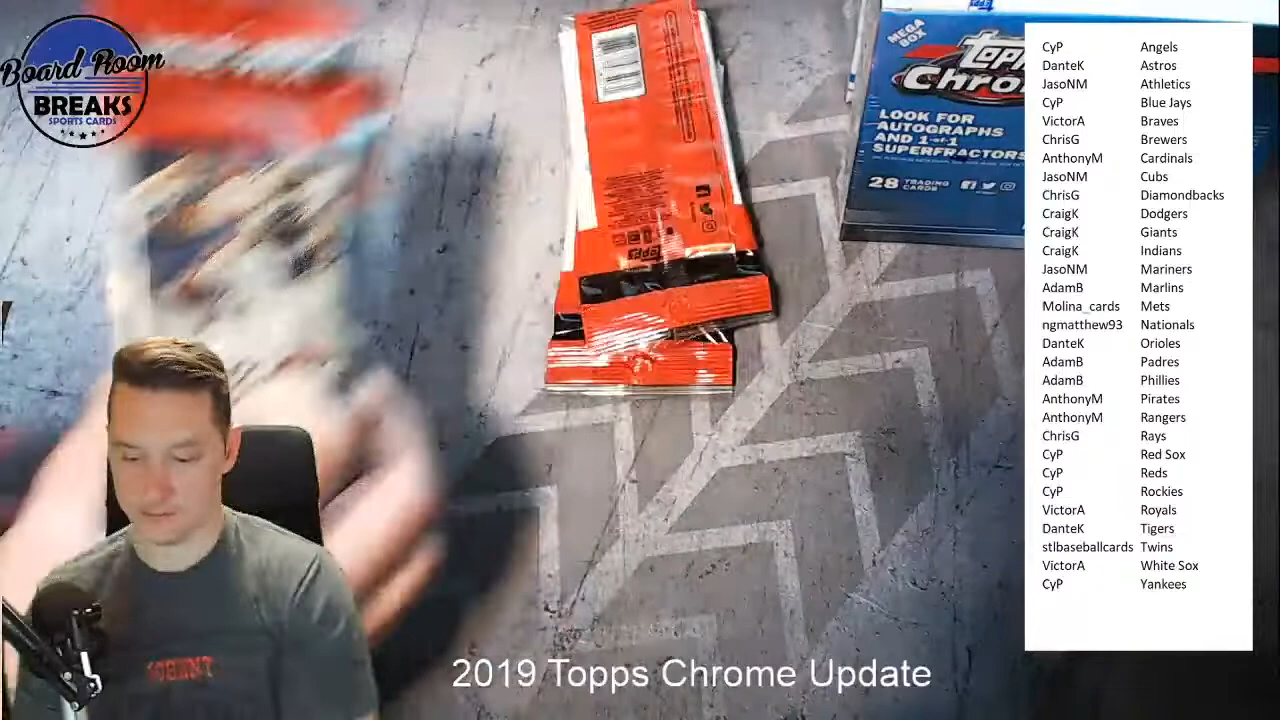 Board Room
BREAKS
SPORTS CARDS
MEGA
BOX
Topps
Chrome
LOOK FOR
AUTOGRAPHS
AND 1-of-1
SUPERFRACTORS
28 TRADING
CARDS
CyP Angels
DanteK Astros
JasoNM Athletics
CyP Blue Jays
VictorA Braves
ChrisG Brewers
AnthonyM Cardinals
JasoNM Cubs
ChrisG Diamondbacks
CraigK Dodgers
CraigK Giants
CraigK Indians
JasoNM Mariners
AdamB Marlins
Molina_cards Mets
ngmatthew93 Nationals
DanteK Orioles
AdamB Padres
AdamB Phillies
AnthonyM Pirates
AnthonyM Rangers
ChrisG Rays
CyP Red Sox
CyP Reds
CyP Rockies
VictorA Royals
DanteK Tigers
stlbaseballcards Twins
VictorA White Sox
CyP Yankees
2019 Topps Chrome Update